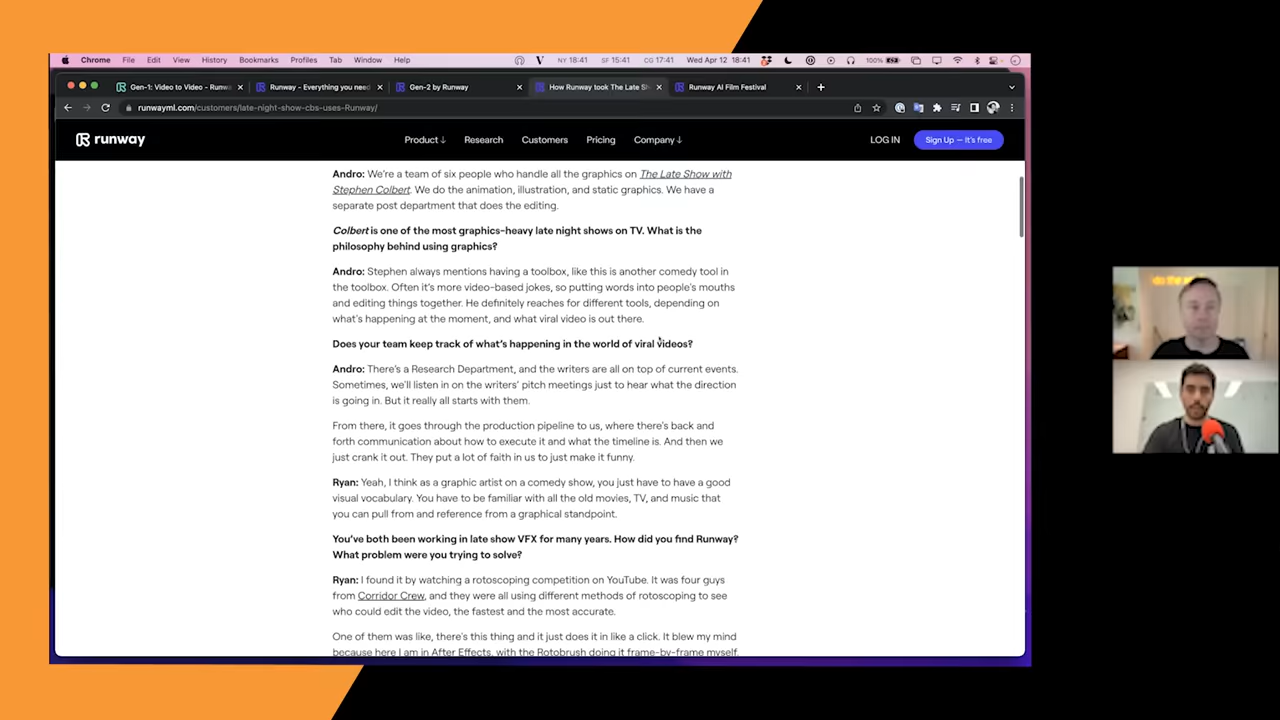 Chrome File Edit View History Bookmarks Profiles Tab Window Help NY 18:41 SF 15:41 CG 17:41 100% Wed Apr 12 18:41
Gen-1: Video to Video - Runwa × Runway - Everything you need × Gen-2 by Runway × How Runway took The Late Sh × Runway AI Film Festival × +
runwayml.com/customers/late-night-show-cbs-uses-Runway/
runway Product Research Customers Pricing Company LOG IN Sign Up — It's free
Andro: We're a team of six people who handle all the graphics on The Late Show with
Stephen Colbert. We do the animation, illustration, and static graphics. We have a
separate post department that does the editing.
Colbert is one of the most graphics-heavy late night shows on TV. What is the
philosophy behind using graphics?
Andro: Stephen always mentions having a toolbox, like this is another comedy tool in
the toolbox. Often it's more video-based jokes, so putting words into people's mouths
and editing things together. He definitely reaches for different tools, depending on
what's happening at the moment, and what viral video is out there.
Does your team keep track of what's happening in the world of viral videos?
Andro: There's a Research Department, and the writers are all on top of current events.
Sometimes, we'll listen in on the writers' pitch meetings just to hear what the direction
is going in. But it really all starts with them.
From there, it goes through the production pipeline to us, where there's back and
forth communication about how to execute it and what the timeline is. And then we
just crank it out. They put a lot of faith in us to just make it funny.
Ryan: Yeah, I think as a graphic artist on a comedy show, you just have to have a good
visual vocabulary. You have to be familiar with all the old movies, TV, and music that
you can pull from and reference from a graphical standpoint.
You've both been working in late show VFX for many years. How did you find Runway?
What problem were you trying to solve?
Ryan: I found it by watching a rotoscoping competition on YouTube. It was four guys
from Corridor Crew, and they were all using different methods of rotoscoping to see
who could edit the video, the fastest and the most accurate.
One of them was like, there's this thing and it just does it in like a click. It blew my mind
because here I am in After Effects, with the Rotobrush doing it frame-by-frame myself.